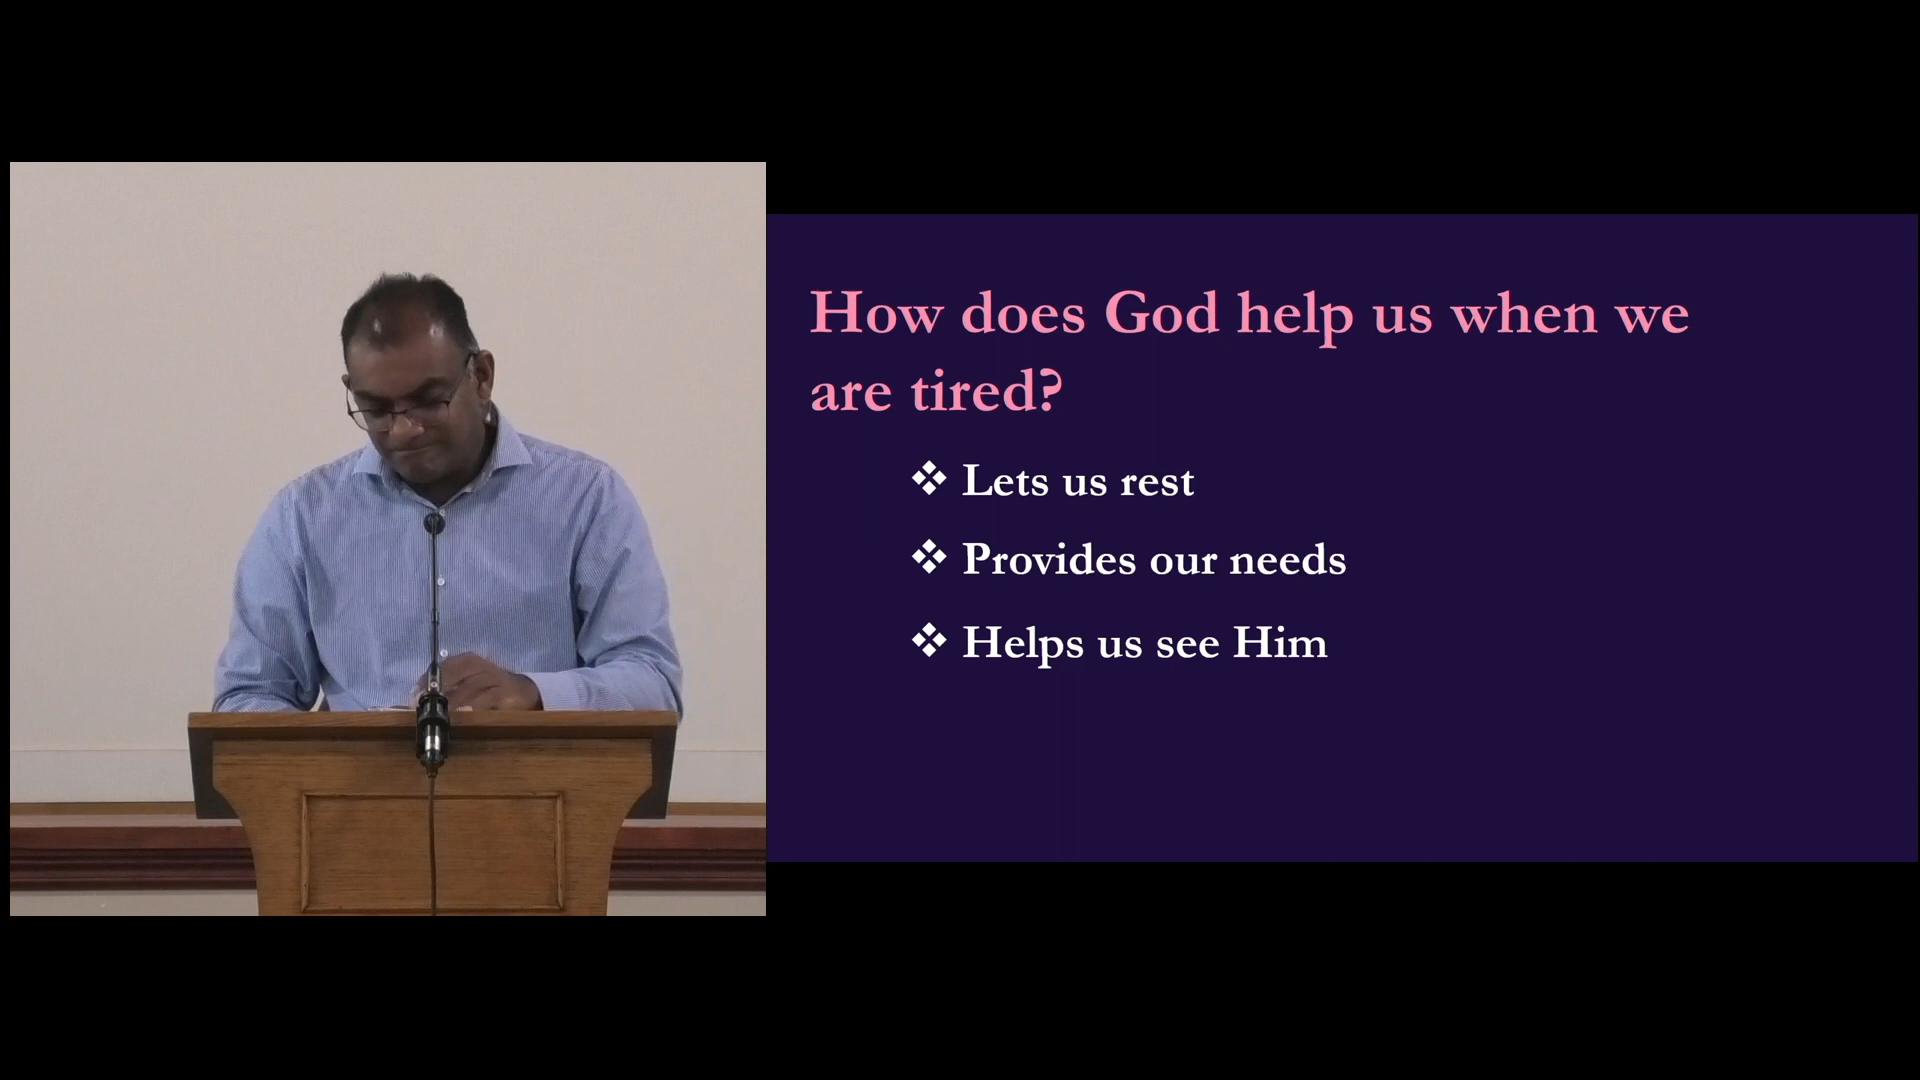 How does God help us when we
are tired?
❖ Lets us rest
❖ Provides our needs
❖ Helps us see Him